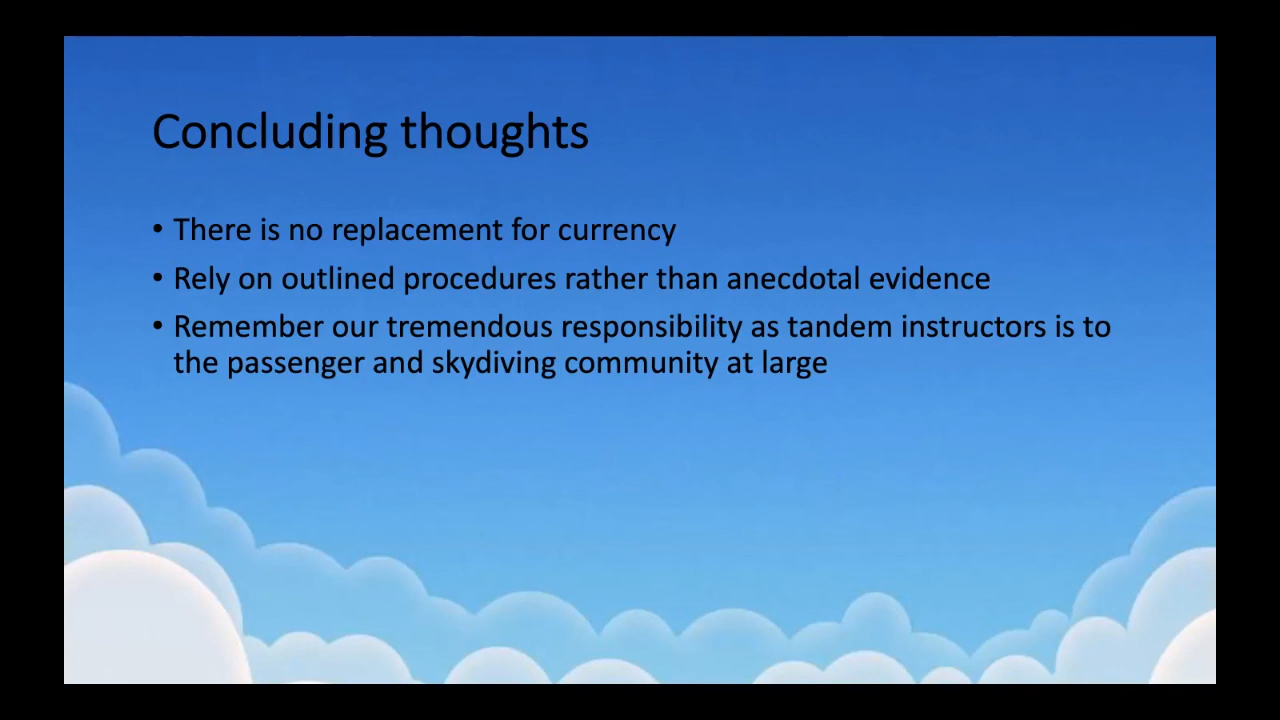 Concluding thoughts
• There is no replacement for currency
• Rely on outlined procedures rather than anecdotal evidence
• Remember our tremendous responsibility as tandem instructors is to
the passenger and skydiving community at large